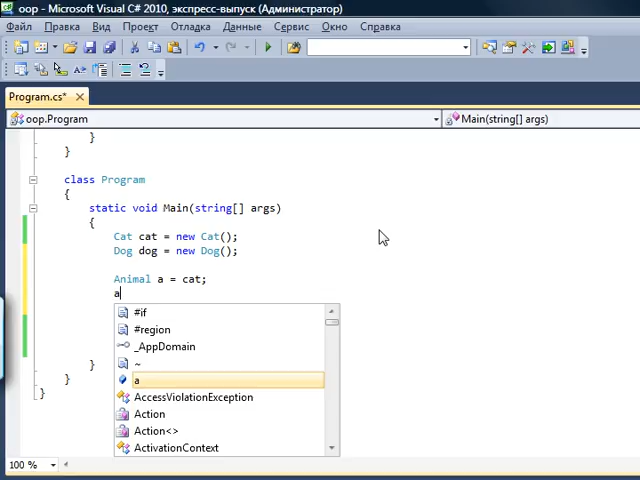 oop - Microsoft Visual C# 2010, экспресс-выпуск (Администратор)
Файл Правка Вид Проект Отладка Данные Сервис Окно Справка
Program.cs* ×
oop.Program Main(string[] args)
}
}
class Program
{
static void Main(string[] args)
{
Cat cat = new Cat();
Dog dog = new Dog();
Animal a = cat;
a
#if
#region
_AppDomain
~
a
AccessViolationException
Action
Action<>
ActivationContext
}
}
}
100 %